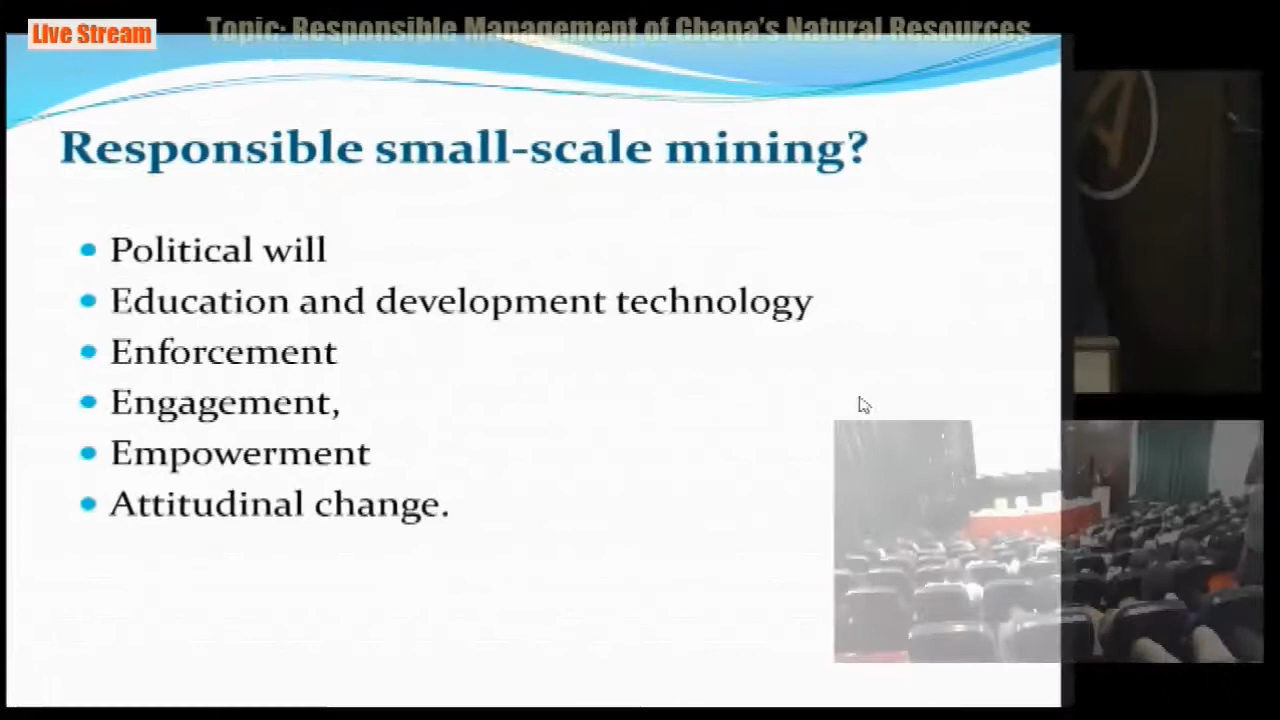 Live Stream
Topic: Responsible Management of Ghana's Natural Resources
Responsible small-scale mining?
Political will
Education and development technology
Enforcement
Engagement,
Empowerment
Attitudinal change.